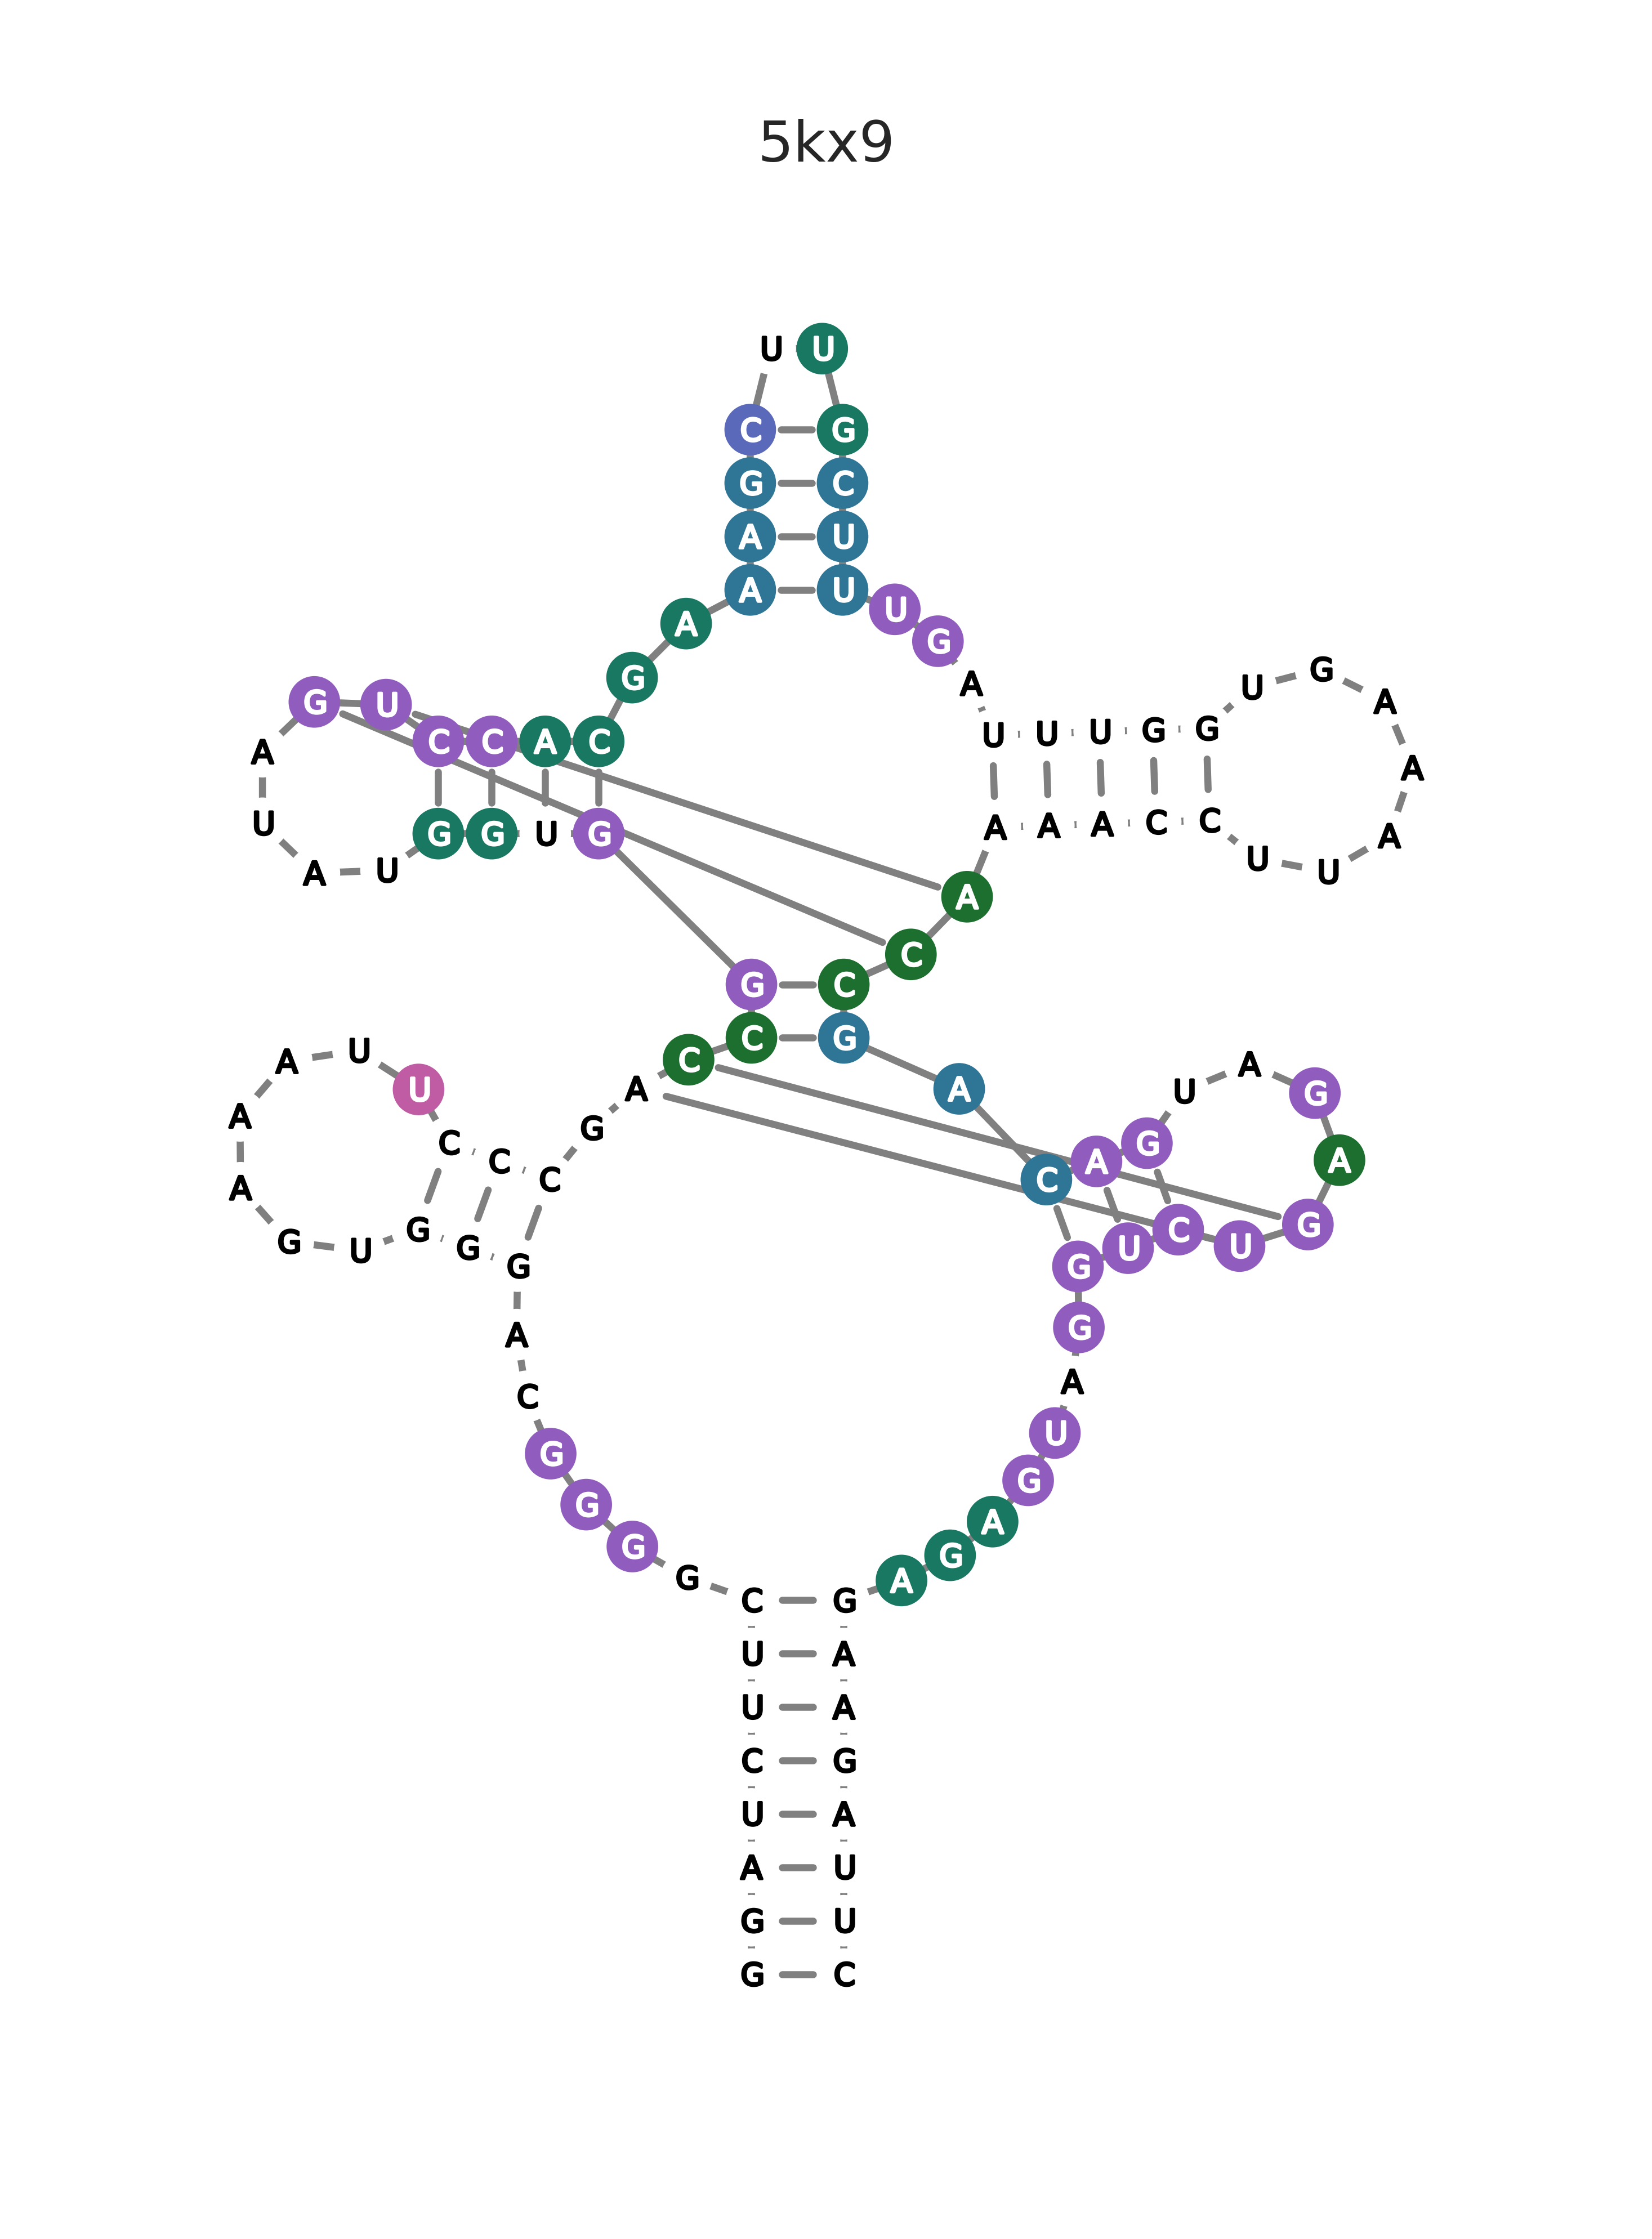 5kx9
U U
C G
G C
A U
A U U
A G
G A U G A
G U
A C C A C U U U G G
A
U G G U G A A A C C A
A U U U
A
C
G C
A U C C G A
U A A U G
A C G G
A C C C A A
G U G G U C U G
G G
A G
C A
G U
G G
G A G
G A
C G
U A
U A
C G
U A
A U
G U
G C